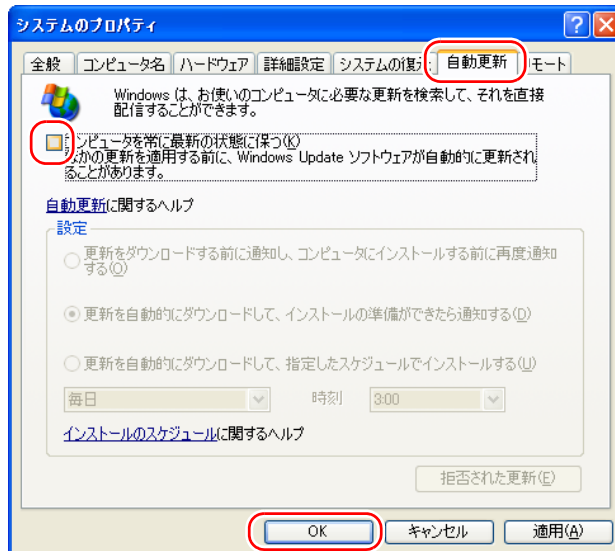 システムのプロパティ
全般 コンピュータ名 ハードウェア 詳細設定 システムの復元 自動更新 リモート
Windows は、お使いのコンピュータに必要な更新を検索して、それを直接
配信することができます。
コンピュータを常に最新の状態に保つ(K)
なかの更新を適用する前に、Windows Update ソフトウェアが自動的に更新され
ることがあります。
自動更新に関するヘルプ
設定
更新をダウンロードする前に通知し、コンピュータにインストールする前に再度通知
する(O)
更新を自動的にダウンロードして、インストールの準備ができたら通知する(D)
更新を自動的にダウンロードして、指定したスケジュールでインストールする(U)
毎日 時刻 3:00
インストールのスケジュールに関するヘルプ
拒否された更新(E)
OK キャンセル 適用(A)